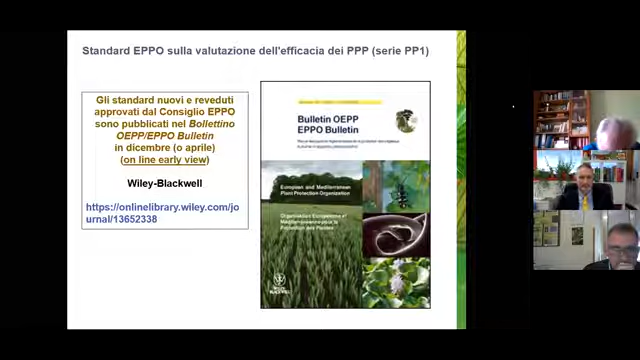 Standard EPPO sulla valutazione dell'efficacia dei PPP (serie PP1)
Gli standard nuovi e reveduti
approvati dal Consiglio EPPO
sono pubblicati nel Bollettino
OEPP/EPPO Bulletin
in dicembre (o aprile)
(on line early view)
Wiley-Blackwell
https://onlinelibrary.wiley.com/jo
urnal/13652338
Bulletin OEPP
EPPO Bulletin
European and Mediterranean
Plant Protection Organization
Organisation Européenne et
Méditerranéenne pour la
Protection des Plantes